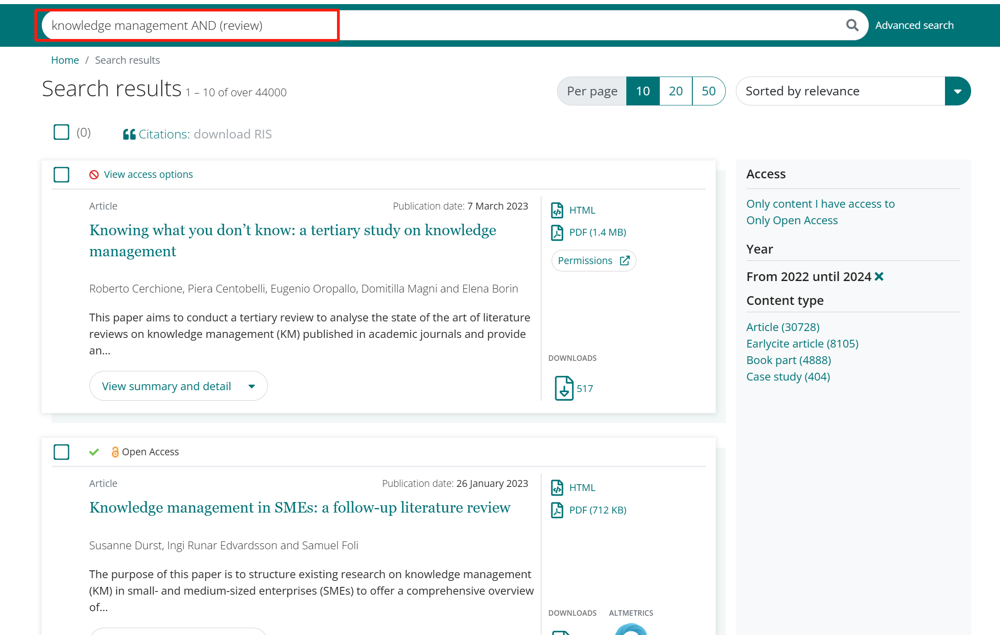 knowledge management AND (review)
Advanced search
Home / Search results
Search results 1 – 10 of over 44000
Per page 10 20 50
Sorted by relevance
(0)
Citations: download RIS
View access options
Article
Publication date: 7 March 2023
Knowing what you don’t know: a tertiary study on knowledge
management
Roberto Cerchione, Piera Centobelli, Eugenio Oropallo, Domitilla Magni and Elena Borin
This paper aims to conduct a tertiary review to analyse the state of the art of literature
reviews on knowledge management (KM) published in academic journals and provide
an...
View summary and detail
HTML
PDF (1.4 MB)
Permissions
DOWNLOADS
517
Access
Only content I have access to
Only Open Access
Year
From 2022 until 2024
Content type
Article (30728)
Earlycite article (8105)
Book part (4888)
Case study (404)
Open Access
Article
Publication date: 26 January 2023
Knowledge management in SMEs: a follow-up literature review
Susanne Durst, Ingi Runar Edvardsson and Samuel Foli
The purpose of this paper is to structure existing research on knowledge management
(KM) in small- and medium-sized enterprises (SMEs) to offer a comprehensive overview
of...
HTML
PDF (712 KB)
DOWNLOADS
ALTMETRICS